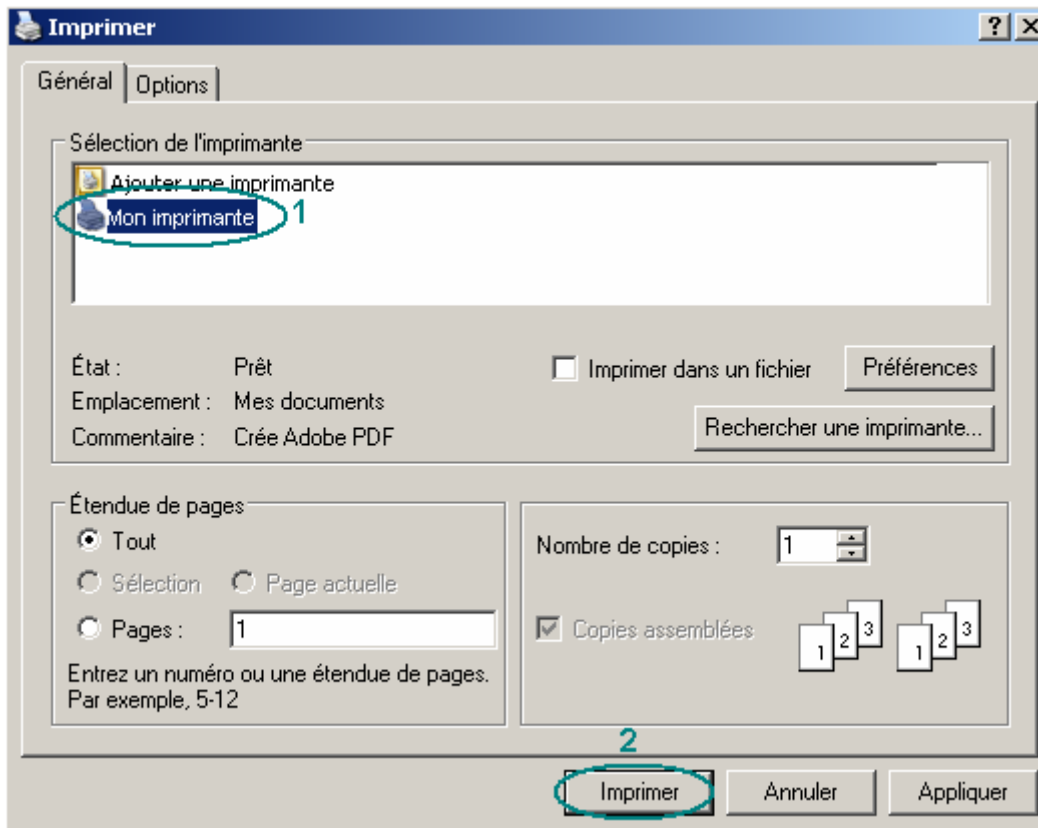 Imprimer
Général Options
Sélection de l'imprimante
Ajouter une imprimante
Mon imprimante 1
État : Prêt
Imprimer dans un fichier Préférences
Emplacement : Mes documents
Commentaire : Crée Adobe PDF
Rechercher une imprimante...
Étendue de pages
Tout
Sélection Page actuelle
Pages : 1
Entrez un numéro ou une étendue de pages.
Par exemple, 5-12
Nombre de copies : 1
Copies assemblées
1 2 3 1 2 3
2
Imprimer Annuler Appliquer